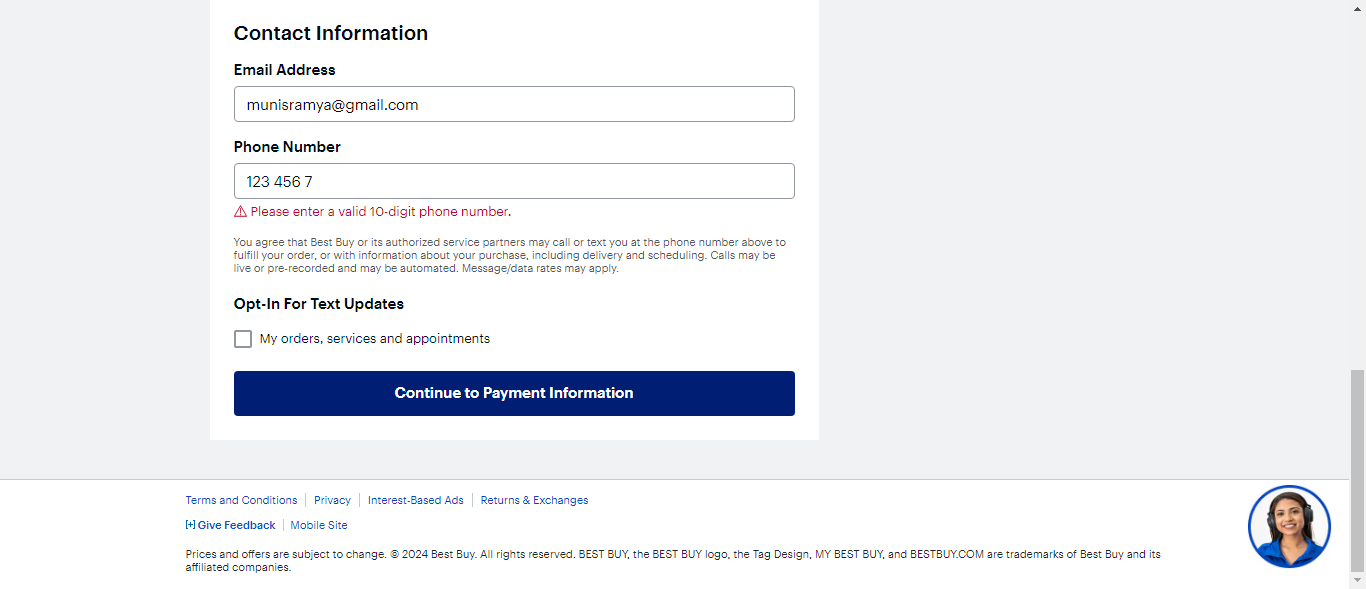 Contact Information
Email Address
munisramya@gmail.com
Phone Number
123 456 7
Please enter a valid 10-digit phone number.
You agree that Best Buy or its authorized service partners may call or text you at the phone number above to
fulfill your order, or with information about your purchase, including delivery and scheduling. Calls may be
live or pre-recorded and may be automated. Message/data rates may apply.
Opt-In For Text Updates
My orders, services and appointments
Continue to Payment Information
Terms and Conditions Privacy Interest-Based Ads Returns & Exchanges
[+] Give Feedback Mobile Site
Prices and offers are subject to change. © 2024 Best Buy. All rights reserved. BEST BUY, the BEST BUY logo, the Tag Design, MY BEST BUY, and BESTBUY.COM are trademarks of Best Buy and its
affiliated companies.